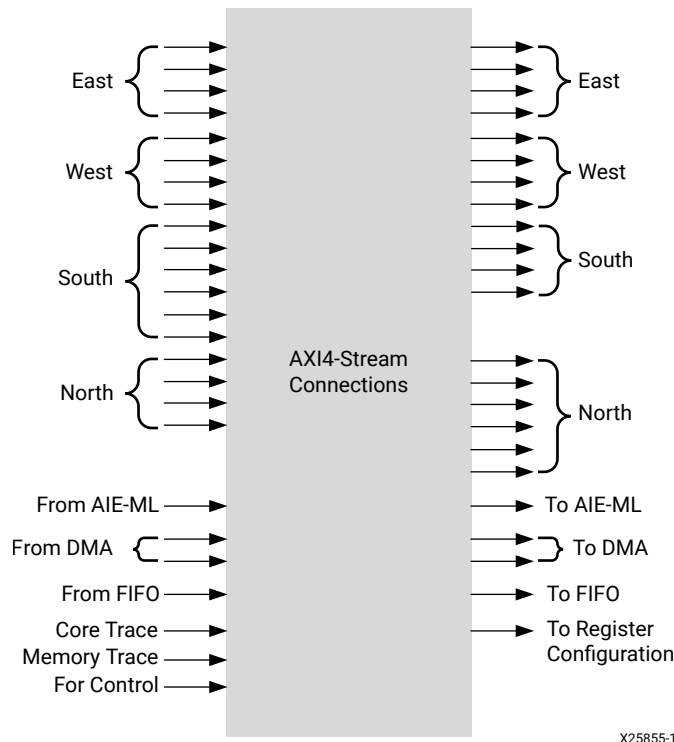 East
East
West
West
South
South
AXI4-Stream
Connections
North
North
From AIE-ML
To AIE-ML
From DMA
To DMA
From FIFO
To FIFO
Core Trace
To Register
Configuration
Memory Trace
For Control
X25855-1